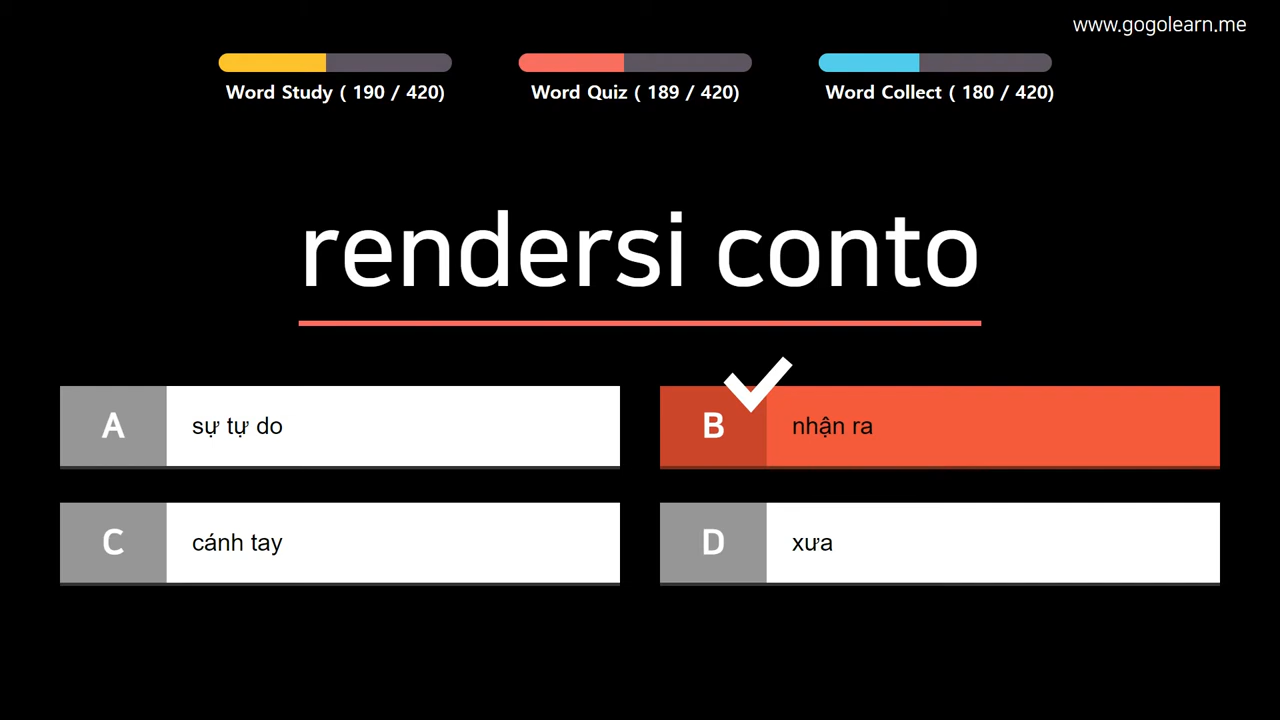 www.gogolearn.me
Word Study ( 190 / 420)
Word Quiz ( 189 / 420)
Word Collect ( 180 / 420)
rendersi conto
A
sự tự do
B
nhận ra
C
cánh tay
D
xưa